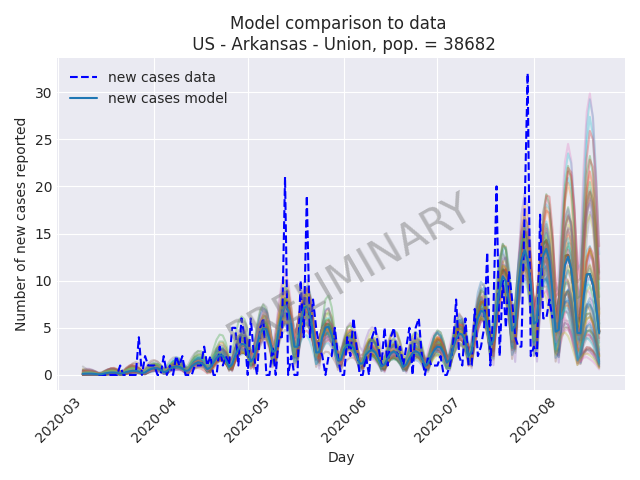 Model comparison to data
US - Arkansas - Union, pop. = 38682
new cases data
new cases model
Number of new cases reported
30
25
20
15
10
5
0
PRELIMINARY
2020-03
2020-04
2020-05
2020-06
2020-07
2020-08
Day